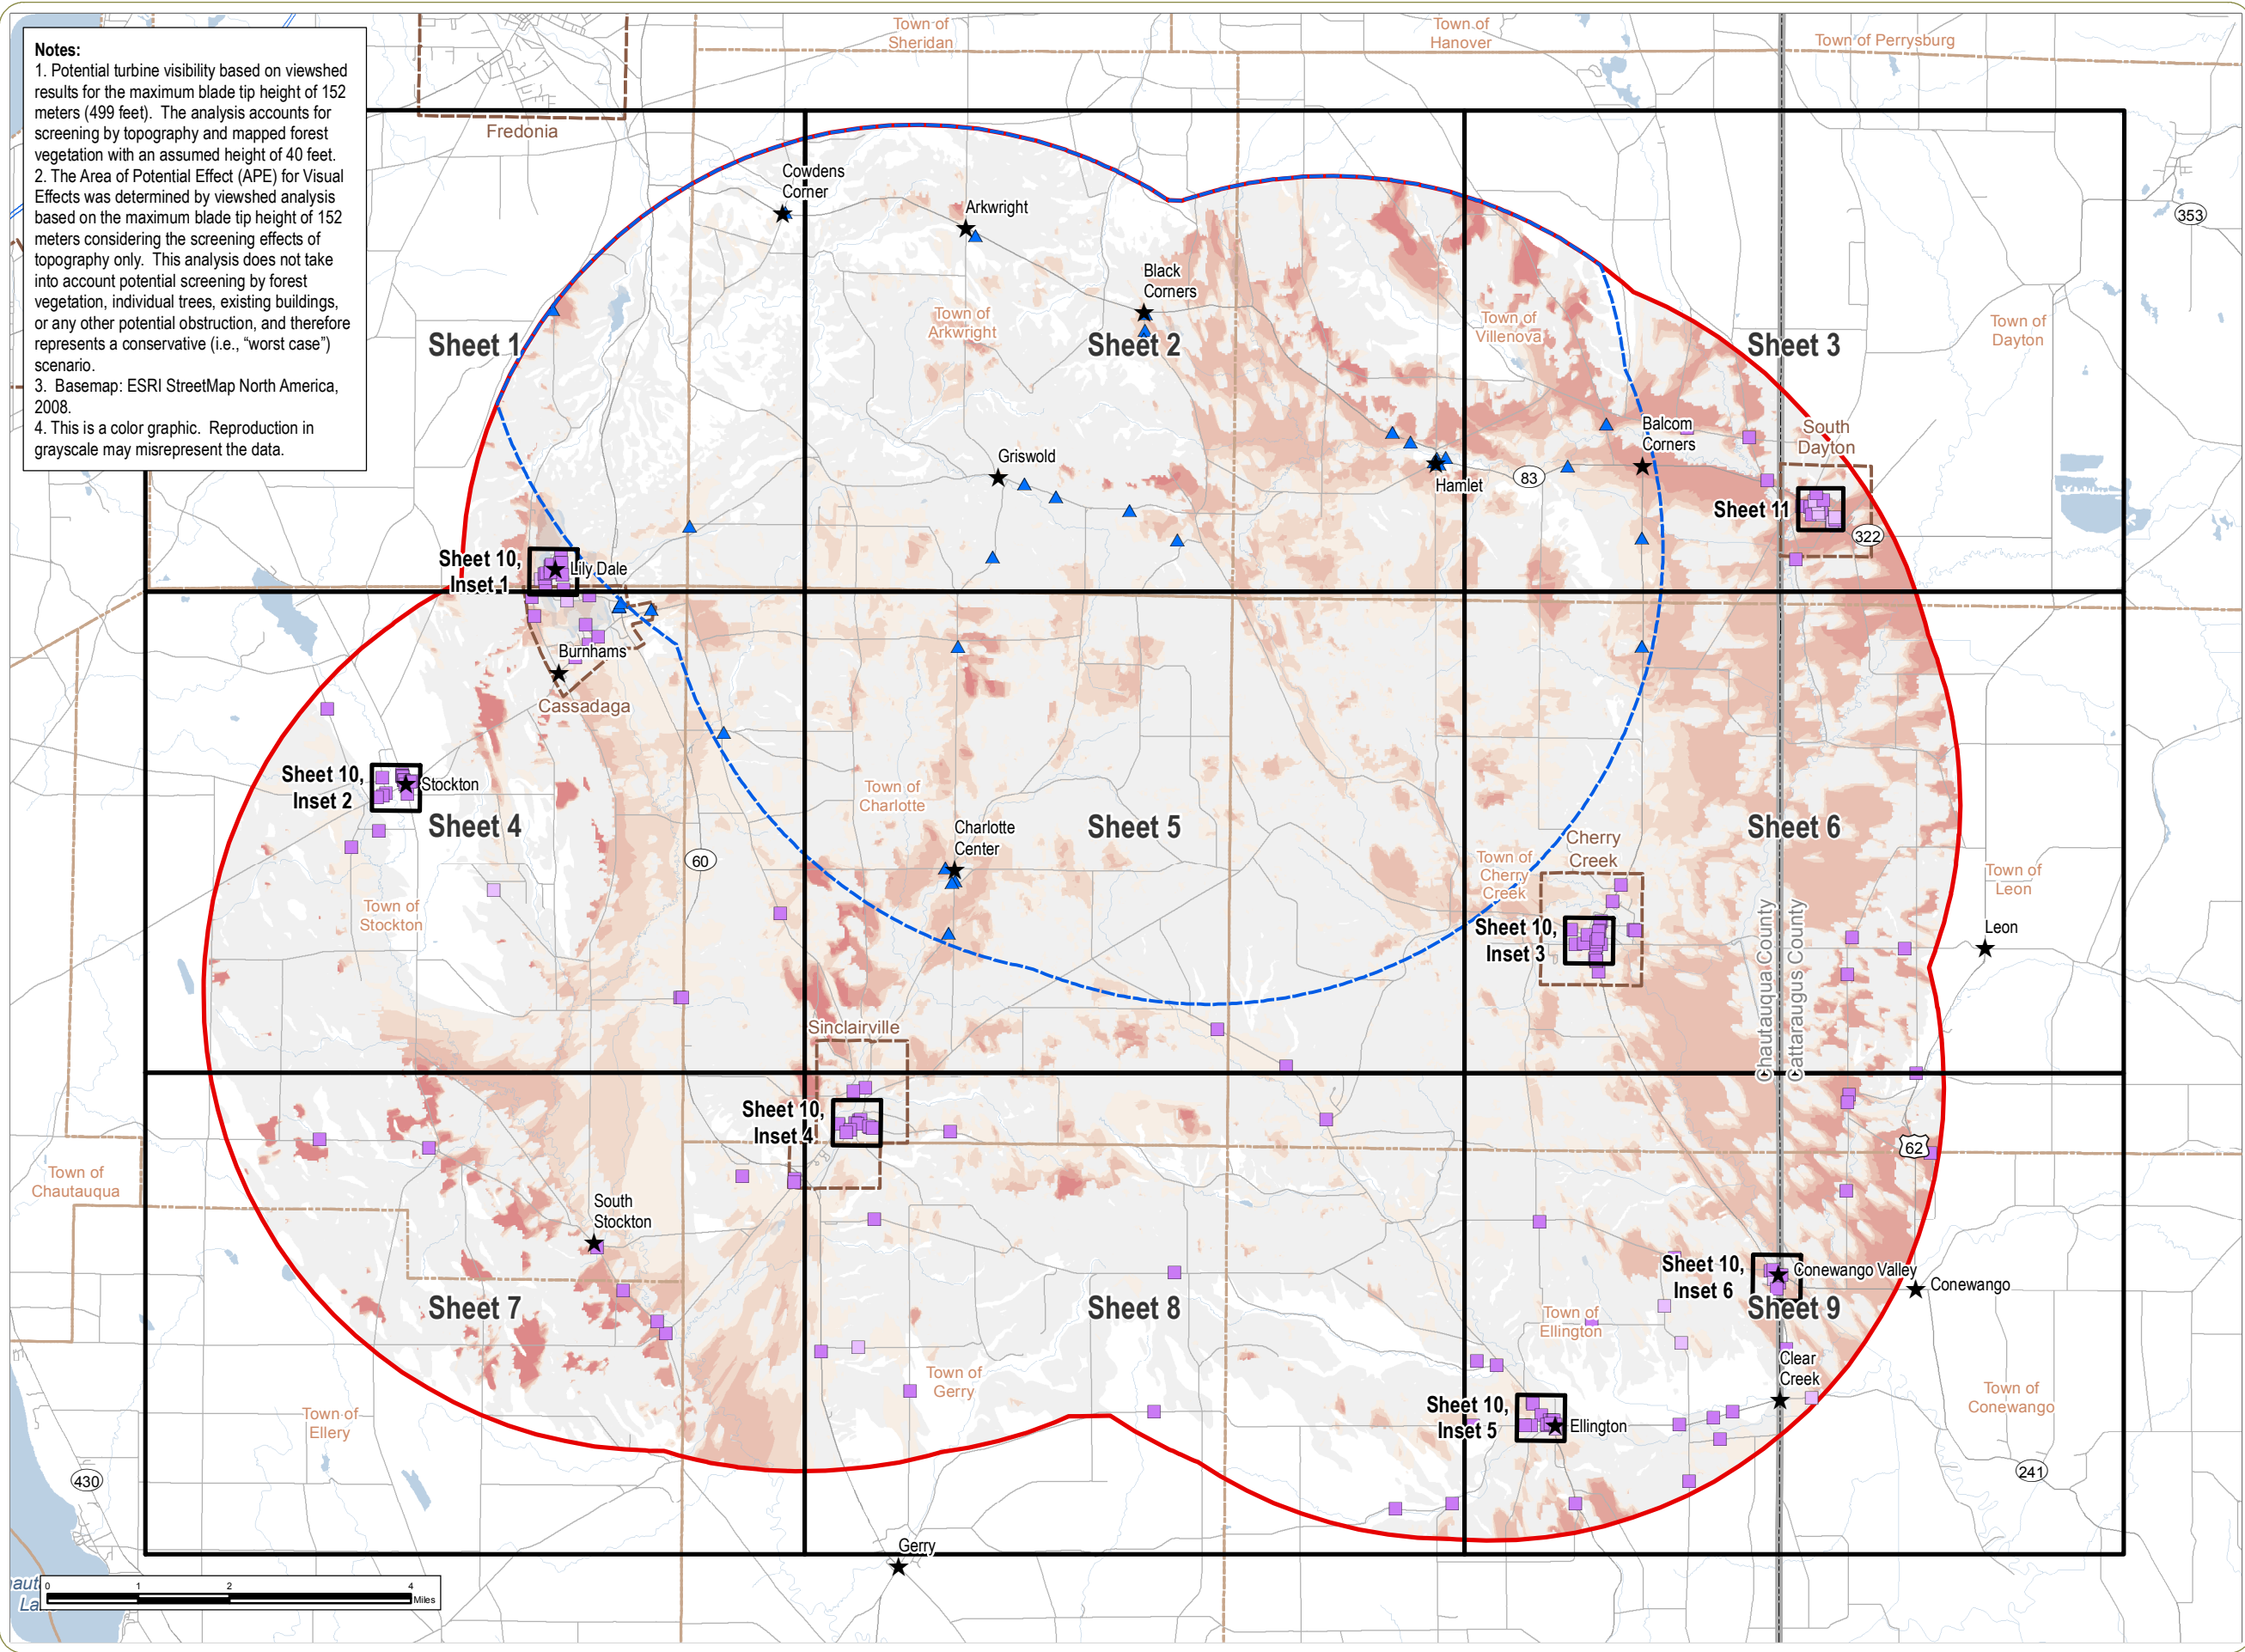 Notes:
1. Potential turbine visibility based on viewshed
results for the maximum blade tip height of 152
meters (499 feet).  The analysis accounts for
screening by topography and mapped forest
vegetation with an assumed height of 40 feet.
2. The Area of Potential Effect (APE) for Visual
Effects was determined by viewshed analysis
based on the maximum blade tip height of 152
meters considering the screening effects of
topography only.  This analysis does not take
into account potential screening by forest
vegetation, individual trees, existing buildings,
or any other potential obstruction, and therefore
represents a conservative (i.e., “worst case”)
scenario.
3.  Basemap: ESRI StreetMap North America,
2008.
4. This is a color graphic.  Reproduction in
grayscale may misrepresent the data.
Town of
Sheridan
Town of
Hanover
Town of Perrysburg
Fredonia
Cowdens
Corner
Arkwright
353
Black
Corners
Town of
Arkwright
Town of
Villenova
Town of
Dayton
Sheet 1
Sheet 2
Sheet 3
Balcom
Corners
South
Dayton
Griswold
Hamlet
83
Sheet 11
322
Sheet 10,
Inset 1
Lily Dale
Burnhams
Cassadaga
Sheet 10,
Inset 2
Stockton
Sheet 4
Town of
Charlotte
Charlotte
Center
Sheet 5
Sheet 6
Cherry
Creek
Town of
Cherry
Creek
60
Town of
Stockton
Town of
Leon
Leon
Sheet 10,
Inset 3
Chautauqua County
Cattaraugus County
Sinclairville
Sheet 10,
Inset 4
62
Town of
Chautauqua
South
Stockton
Sheet 7
Sheet 8
Sheet 10,
Inset 6
Conewango Valley
Conewango
Sheet 9
Town of
Ellington
Clear
Creek
Town of
Gerry
Town of
Conewango
Town of
Ellery
Sheet 10,
Inset 5
Ellington
430
241
Gerry
0 1 2 4
Miles